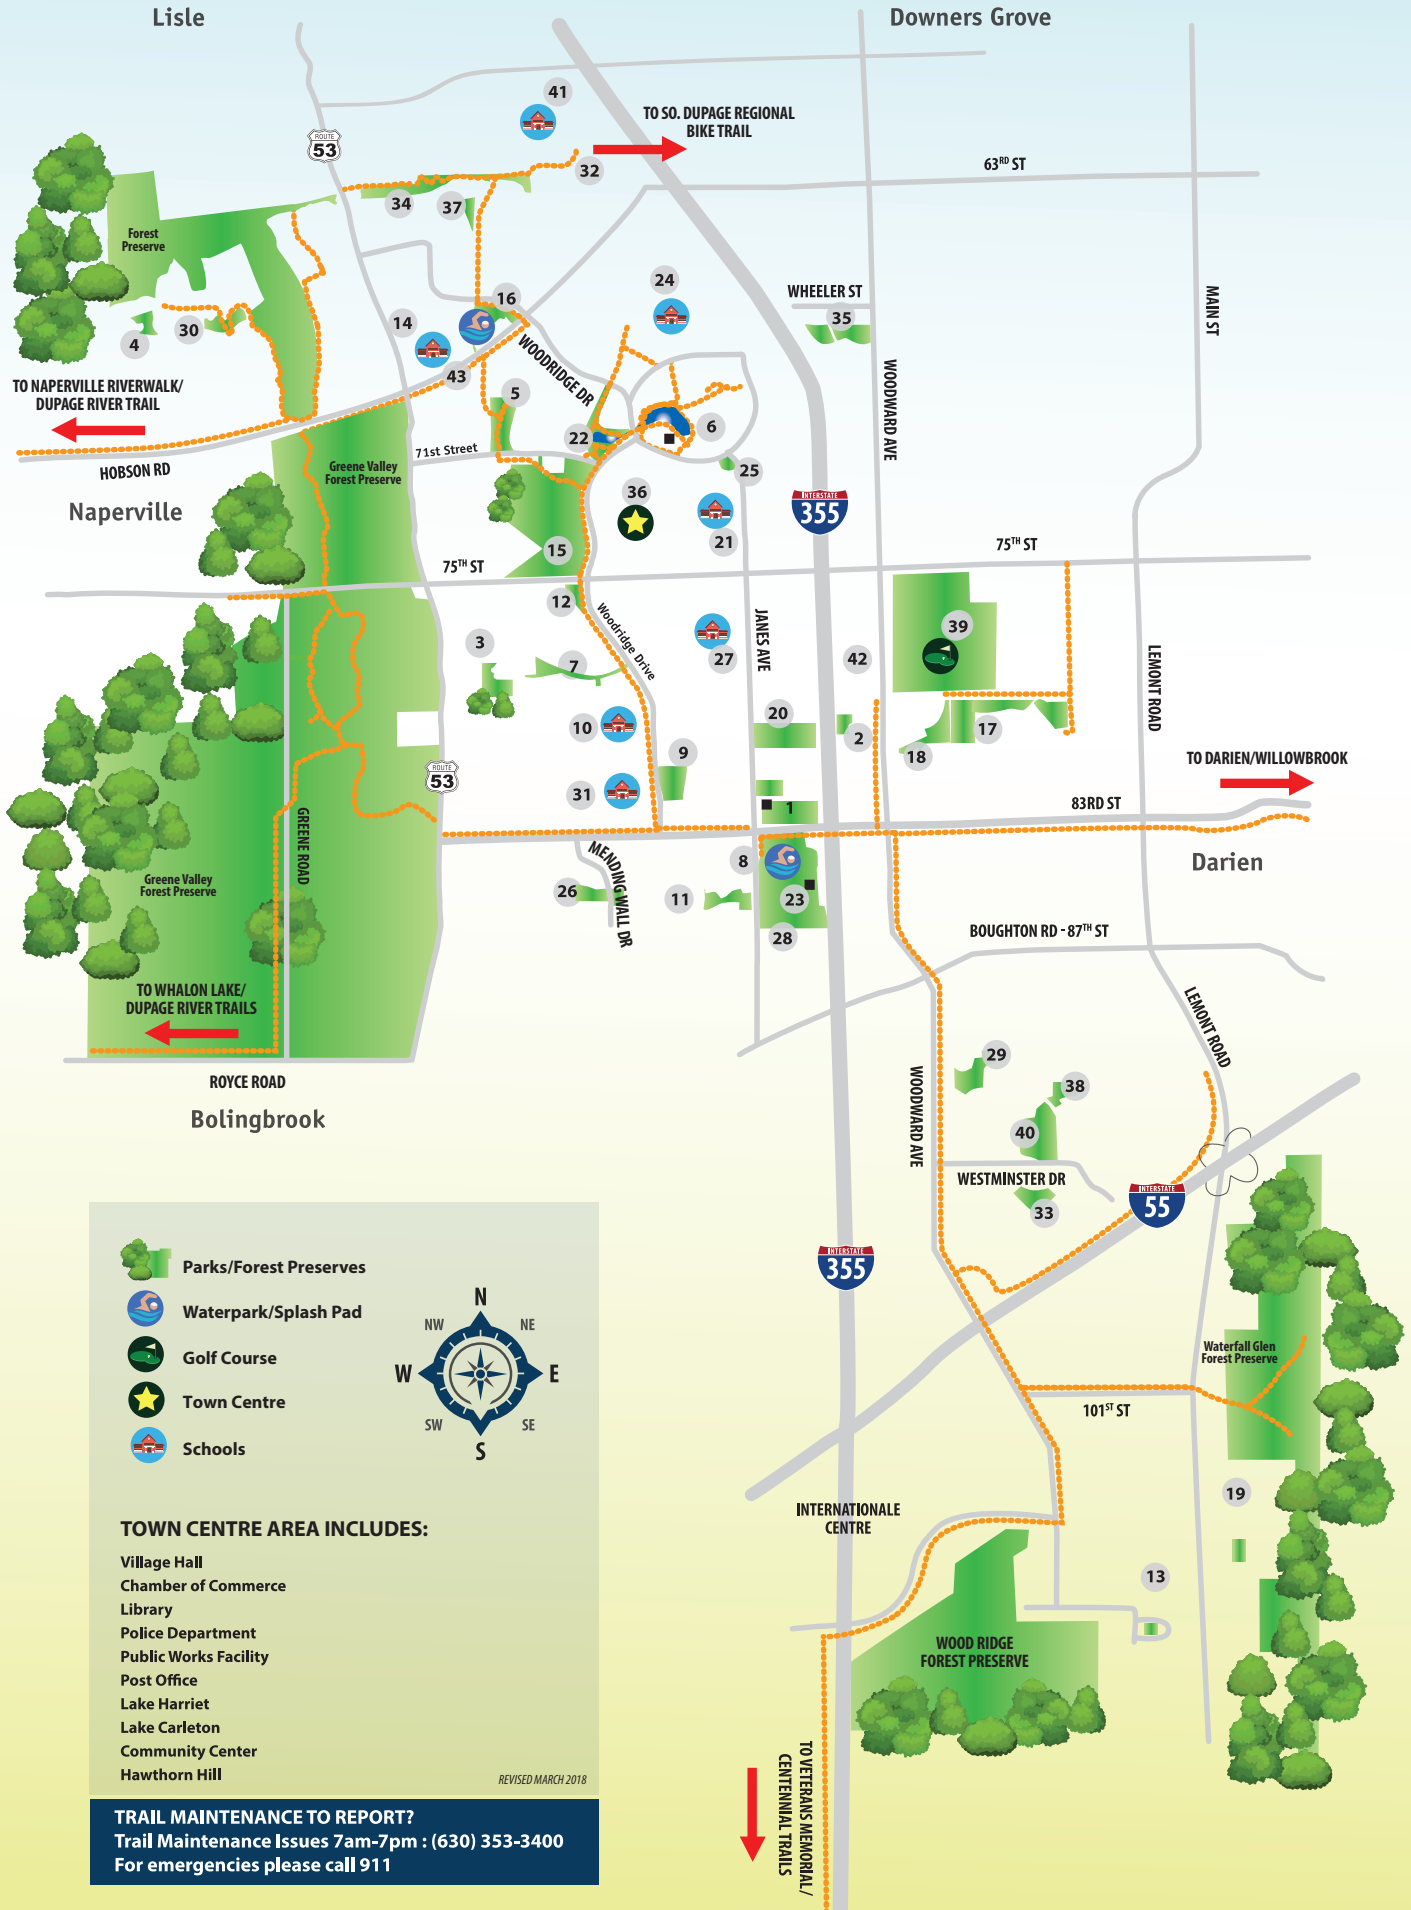 Lisle
Downers Grove
41
TO SO. DUPAGE REGIONAL
BIKE TRAIL
ROUTE
53
63RD ST
32
34
37
Forest
Preserve
24
WHEELER ST
16
35
MAIN ST
14
30
4
WOODRIDGE DR
43
WOODWARD AVE
TO NAPERVILLE RIVERWALK/
DUPAGE RIVER TRAIL
5
6
22
71st Street
HOBSON RD
Greene Valley
Forest Preserve
25
36
Naperville
INTERSTATE
355
21
75TH ST
15
75TH ST
12
Woodridge Drive
JANES AVE
39
3
27
42
7
LEMONT ROAD
20
10
17
2
9
18
TO DARIEN/WILLOWBROOK
ROUTE
53
31
1
83RD ST
GREENE ROAD
MENDING WALL DR
8
Darien
Greene Valley
Forest Preserve
26
11
23
28
BOUGHTON RD - 87TH ST
TO WHALON LAKE/
DUPAGE RIVER TRAILS
LEMONT ROAD
29
ROYCE ROAD
38
WOODWARD AVE
Bolingbrook
40
WESTMINSTER DR
INTERSTATE
55
33
INTERSTATE
355
Parks/Forest Preserves
Waterpark/Splash Pad
Golf Course
Town Centre
Schools
N
NW
NE
W
E
SW
SE
S
Waterfall Glen
Forest Preserve
101ST ST
19
INTERNATIONALE
CENTRE
13
WOOD RIDGE
FOREST PRESERVE
TOWN CENTRE AREA INCLUDES:
Village Hall
Chamber of Commerce
Library
Police Department
Public Works Facility
Post Office
Lake Harriet
Lake Carleton
Community Center
Hawthorn Hill
REVISED MARCH 2018
TO VETERANS MEMORIAL/
CENTENNIAL TRAILS
TRAIL MAINTENANCE TO REPORT?
Trail Maintenance Issues 7am-7pm : (630) 353-3400
For emergencies please call 911